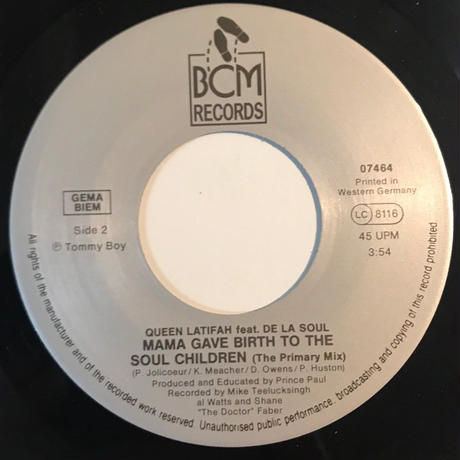 BCM
RECORDS
GEMA
BIEM
Side 2
℗ Tommy Boy
07464
Printed in
Western Germany
LC 8116
45 UPM
3:54
QUEEN LATIFAH feat. DE LA SOUL
MAMA GAVE BIRTH TO THE
SOUL CHILDREN (The Primary Mix)
(P. Jolicoeur/K. Meacher/D. Owens/P. Huston)
Produced and Educated by Prince Paul
Recorded by Mike Teelucksingh
al Watts and Shane
"The Doctor" Faber
All rights of the manufacturer and of the owner of the recorded work reserved. Unauthorised public performance, broadcasting and copying of this record prohibited